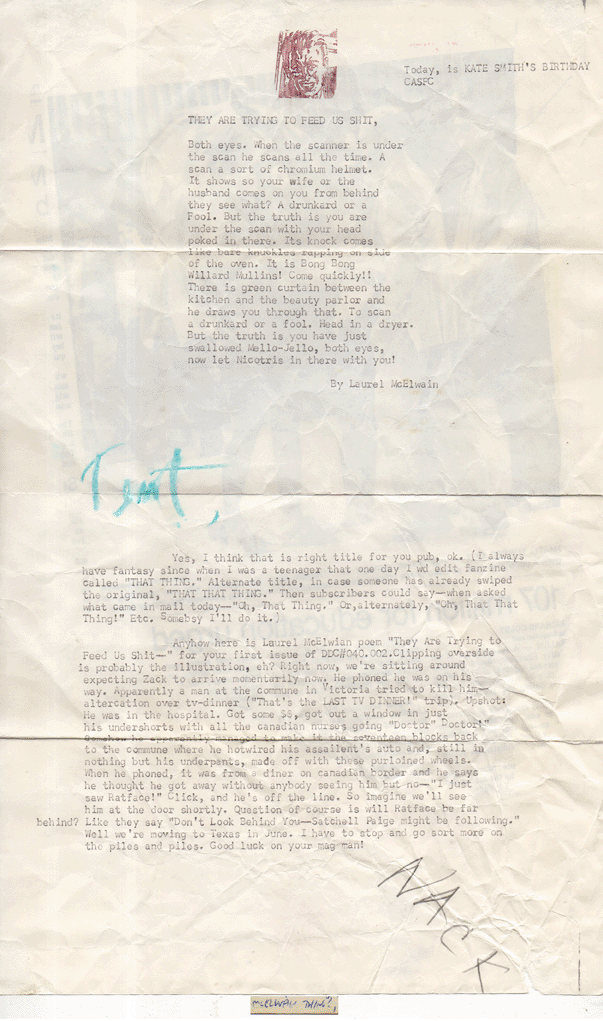 Today, is KATE SMITH'S BIRTHDAY
CASFC
THEY ARE TRYING TO FEED US SHIT,
Both eyes. When the scanner is under
the scan he scans all the time. A
scan a sort of chromium helmet.
It shows so your wife or the
husband comes on you from behind
they see what? A drunkard or a
Fool. But the truth is you are
under the scan with your head
poked in there. Its knock comes
like bare knuckles rapping on side
of the oven. It is Bong Bong
Willard Mullins! Come quickly!!
There is green curtain between the
kitchen and the beauty parlor and
he draws you through that. To scan
a drunkard or a fool. Head in a dryer.
But the truth is you have just
swallowed Mello-Jello, both eyes,
now let Nicotris in there with you!
By Laurel McElwain
Tent,
Yes, I think that is right title for you pub, ok. (I always
have fantasy since when I was a teenager that one day I wd edit fanzine
called "THAT THING." Alternate title, in case someone has already swiped
the original, "THAT THAT THING." Then subscribers could say—when asked
what came in mail today—"Oh, That Thing." Or,alternately, "Oh, That That
Thing!" Etc. Somebsy I'll do it.)
Anyhow here is Laurel McElwian poem "They Are Trying to
Feed Us Shit—" for your first issue of DDC#040.002.Clipping overside
is probably the illustration, eh? Right now, we're sitting around
expecting Zack to arrive momentarily now. He phoned he was on his
way. Apparently a man at the commune in Victoria tried to kill him—
altercation over tv-dinner ("That's the LAST TV DINNER!" trip). Upshot:
He was in the hospital. Got some SS, got out a window in just
his undershorts with all the canadian nurses going "Doctor! Doctor!"
Somehow he apparently managed to make it the seventeen blocks back
to the commune where he hotwired his assailent's auto and, still in
nothing but his underpants, made off with these purloined wheels.
When he phoned, it was from a diner on canadian border and he says
he thought he got away without anybody seeing him but no—"I just
saw Ratface!" Click, and he's off the line. So imagine we'll see
him at the door shortly. Question of course is will Ratface be far
behind? Like they say "Don't Look Behind You—Satchell Paige might be following."
Well we're moving to Texas in June. I have to stop and go sort more on
the piles and piles. Good luck on your mag-man!
NACK
MCELWAIN THING,